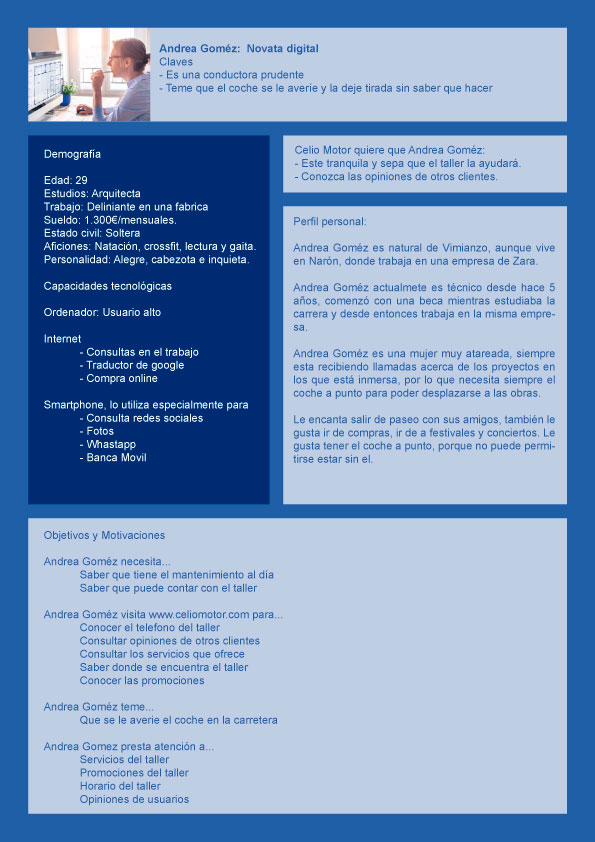 Andrea Goméz:  Novata digital
Claves
- Es una conductora prudente
- Teme que el coche se le averie y la deje tirada sin saber que hacer
Demografía
Edad: 29
Estudios: Arquitecta
Trabajo: Deliniante en una fabrica
Sueldo: 1.300€/mensuales.
Estado civil: Soltera
Aficiones: Natación, crossfit, lectura y gaita.
Personalidad: Alegre, cabezota e inquieta.
Capacidades tecnológicas
Ordenador: Usuario alto
Internet
- Consultas en el trabajo
- Traductor de google
- Compra online
Smartphone, lo utiliza especialmente para
- Consulta redes sociales
- Fotos
- Whastapp
- Banca Movil
Celio Motor quiere que Andrea Goméz:
- Este tranquila y sepa que el taller la ayudará.
- Conozca las opiniones de otros clientes.
Perfil personal:
Andrea Goméz es natural de Vimianzo, aunque vive
en Narón, donde trabaja en una empresa de Zara.
Andrea Goméz actualmete es técnico desde hace 5
años, comenzó con una beca mientras estudiaba la
carrera y desde entonces trabaja en la misma empre-
sa.
Andrea Goméz es una mujer muy atareada, siempre
esta recibiendo llamadas acerca de los proyectos en
los que está inmersa, por lo que necesita siempre el
coche a punto para poder desplazarse a las obras.
Le encanta salir de paseo con sus amigos, también le
gusta ir de compras, ir de a festivales y conciertos. Le
gusta tener el coche a punto, porque no puede permi-
tirse estar sin el.
Objetivos y Motivaciones
Andrea Goméz necesita...
Saber que tiene el mantenimiento al día
Saber que puede contar con el taller
Andrea Goméz visita www.celiomotor.com para...
Conocer el telefono del taller
Consultar opiniones de otros clientes
Consultar los servicios que ofrece
Saber donde se encuentra el taller
Conocer las promociones
Andrea Goméz teme...
Que se le averie el coche en la carretera
Andrea Gomez presta atención a...
Servicios del taller
Promociones del taller
Horario del taller
Opiniones de usuarios